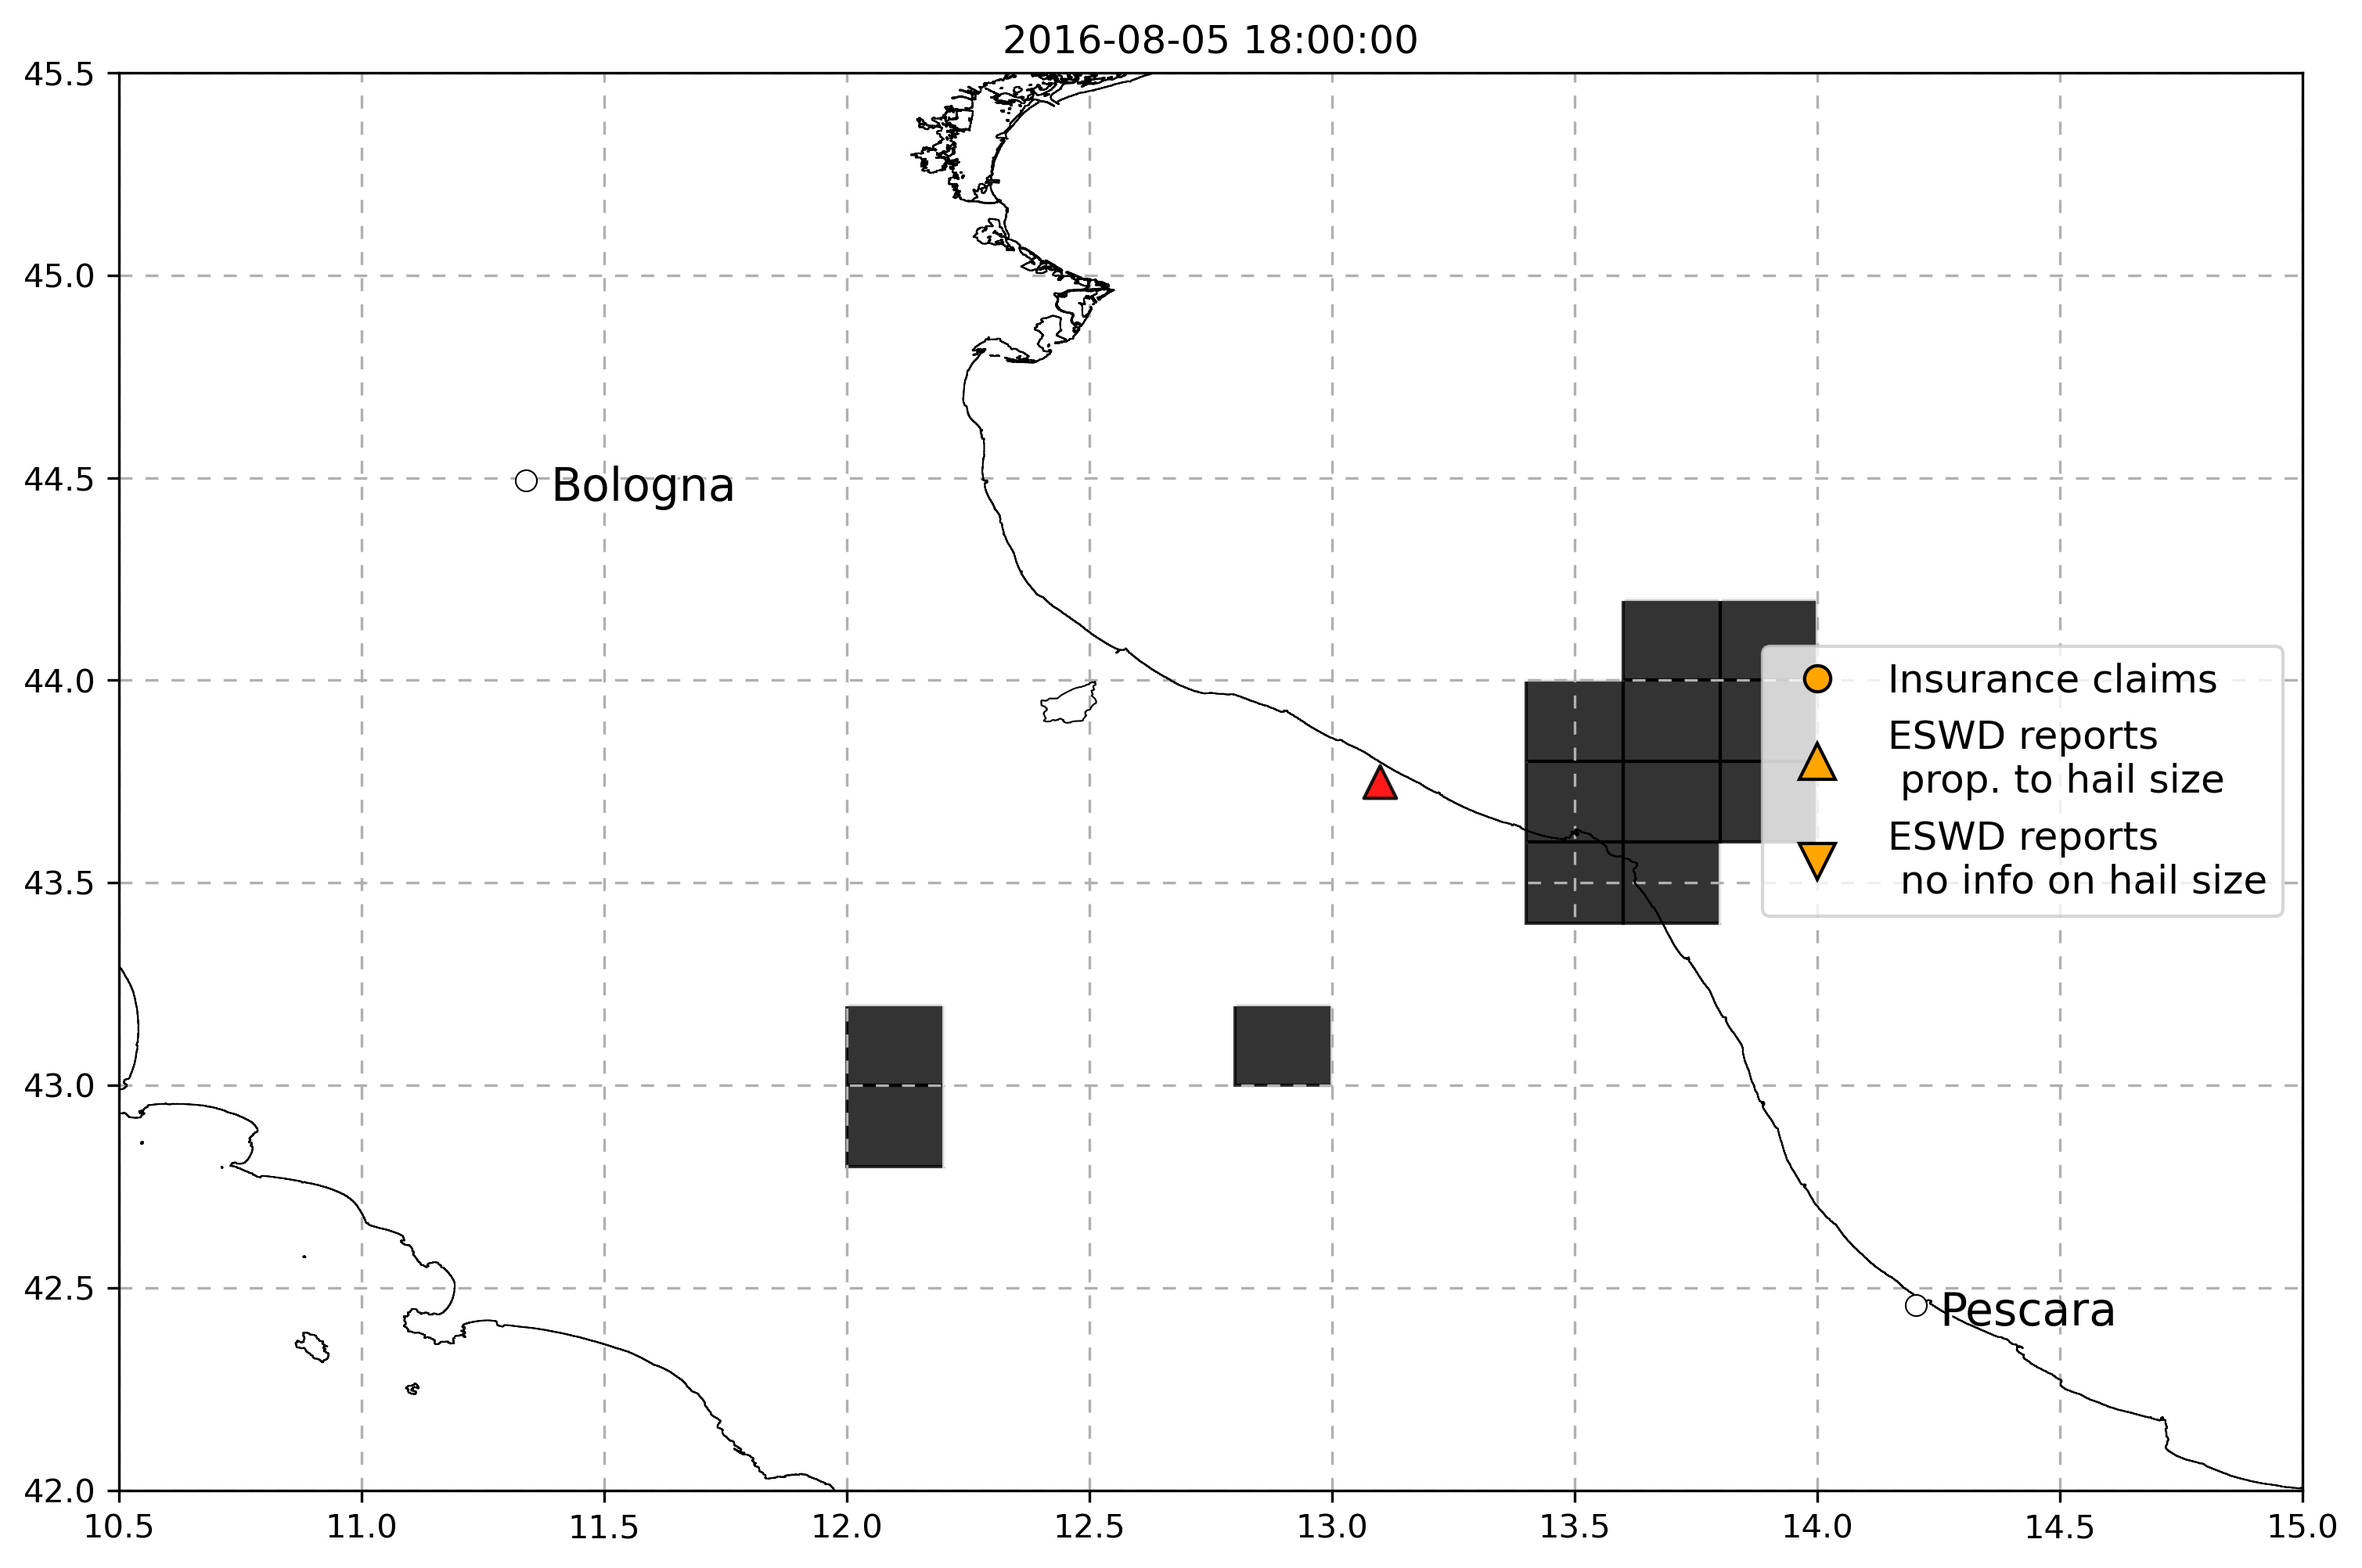 2016-08-05 18:00:00
45.5
45.0
44.5
44.0
43.5
43.0
42.5
42.0
Bologna
Insurance claims
ESWD reports
prop. to hail size
ESWD reports
no info on hail size
Pescara
10.5 11.0 11.5 12.0 12.5 13.0 13.5 14.0 14.5 15.0